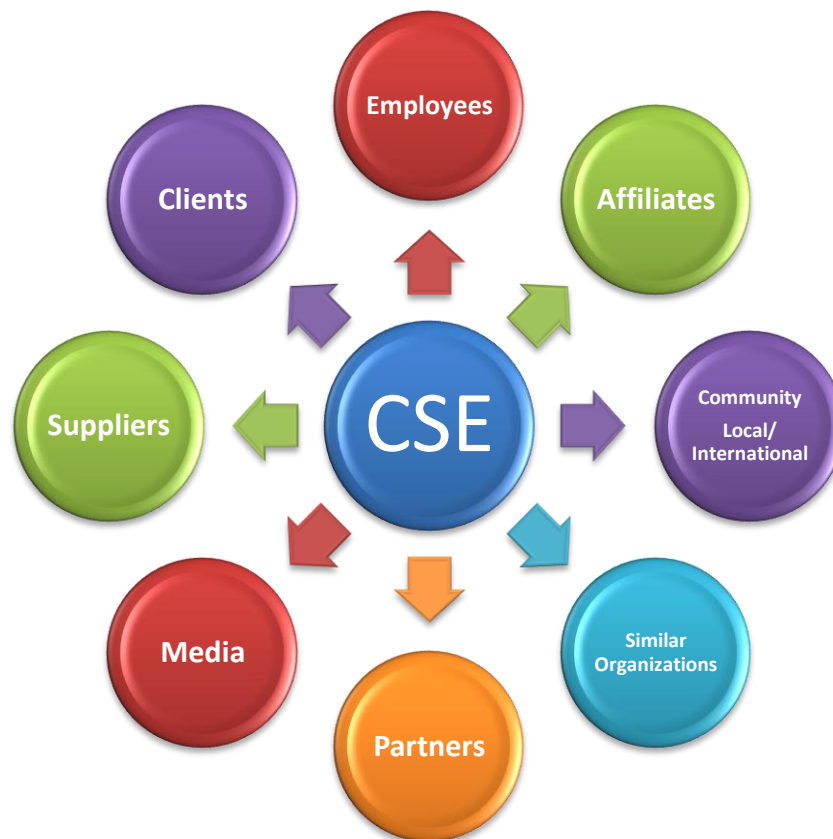 Employees
Clients
Affiliates
CSE
Suppliers
Community
Local/
International
Media
Similar
Organizations
Partners